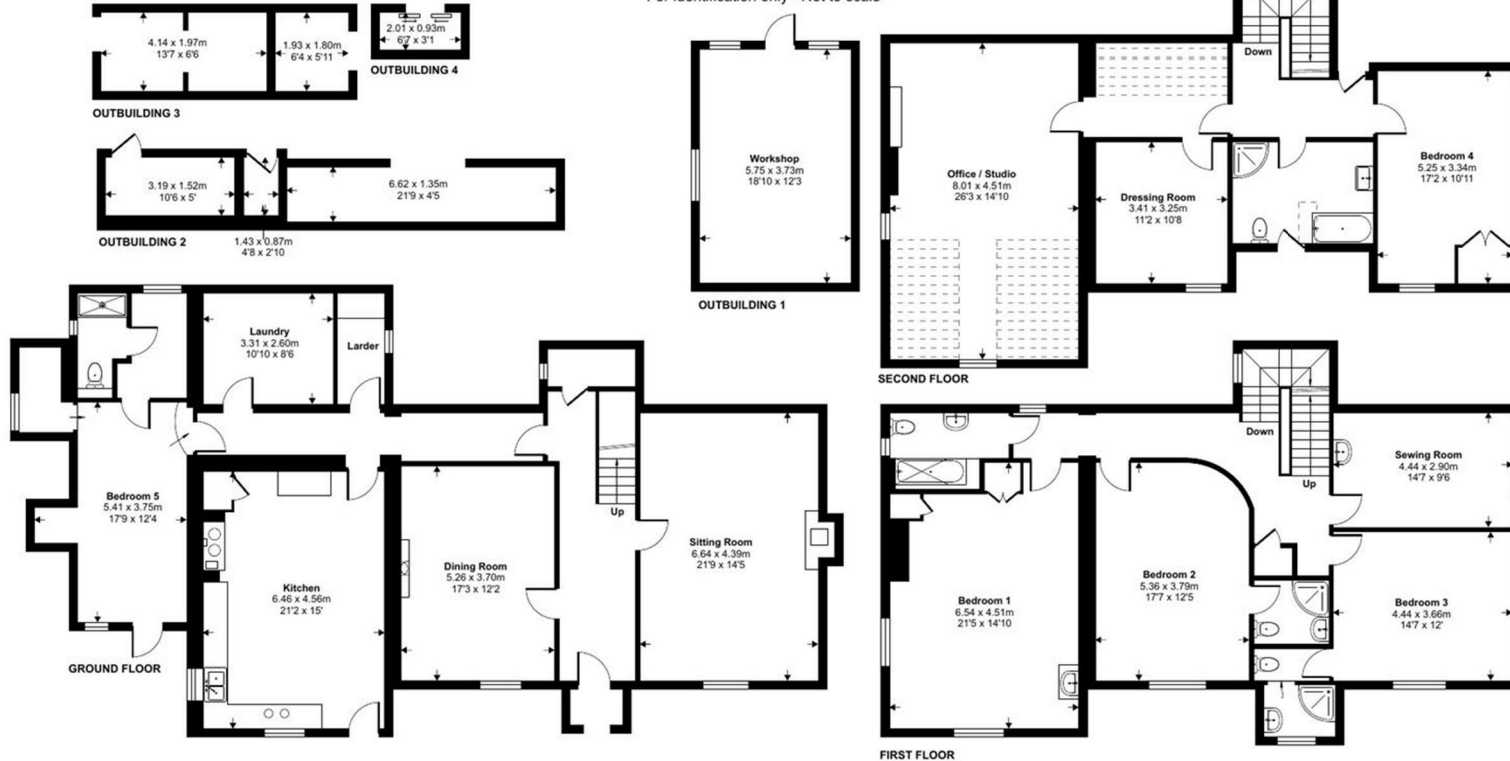 For identification only - Not to scale
4.14 x 1.97m
13'7 x 6'6
1.93 x 1.80m
6'4 x 5'11
2.01 x 0.93m
6'7 x 3'1
OUTBUILDING 4
OUTBUILDING 3
3.19 x 1.52m
10'6 x 5'
6.62 x 1.35m
21'9 x 4'5
OUTBUILDING 2
1.43 x 0.87m
4'8 x 2'10
Workshop
5.75 x 3.73m
18'10 x 12'3
OUTBUILDING 1
Down
Office / Studio
8.01 x 4.51m
26'3 x 14'10
Dressing Room
3.41 x 3.25m
11'2 x 10'8
Bedroom 4
5.25 x 3.34m
17'2 x 10'11
SECOND FLOOR
Laundry
3.31 x 2.60m
10'10 x 8'6
Larder
Bedroom 5
5.41 x 3.75m
17'9 x 12'4
Kitchen
6.46 x 4.56m
21'2 x 15'
Dining Room
5.26 x 3.70m
17'3 x 12'2
Up
Sitting Room
6.64 x 4.39m
21'9 x 14'5
GROUND FLOOR
Down
Up
Sewing Room
4.44 x 2.90m
14'7 x 9'6
Bedroom 1
6.54 x 4.51m
21'5 x 14'10
Bedroom 2
5.36 x 3.79m
17'7 x 12'5
Bedroom 3
4.44 x 3.66m
14'7 x 12'
FIRST FLOOR